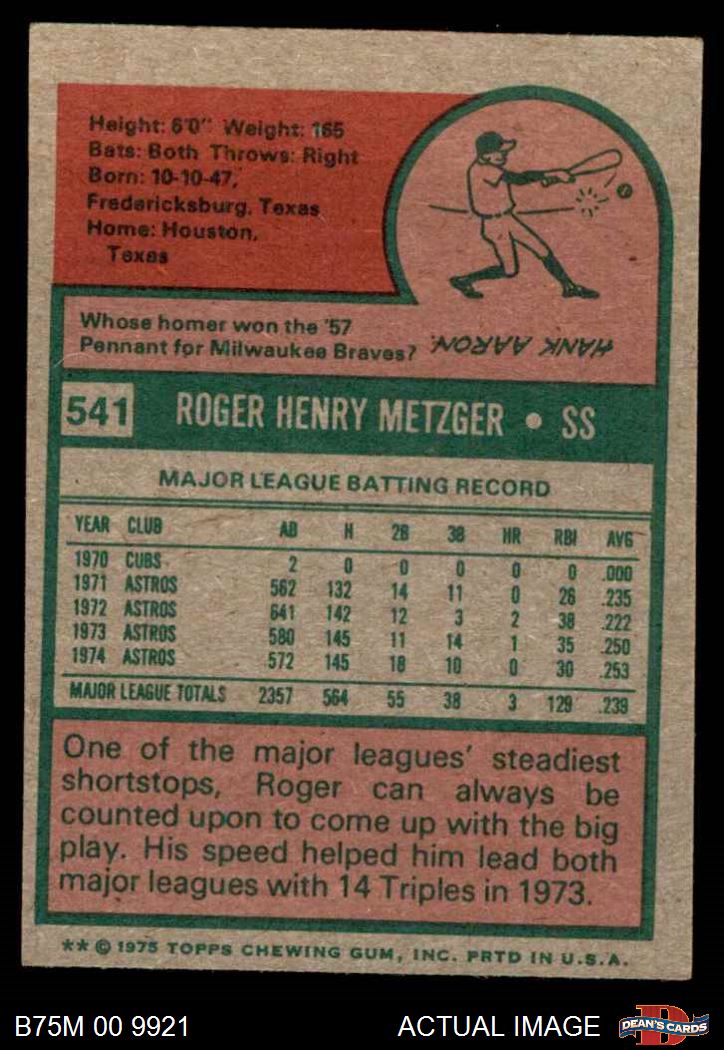 Height: 6'0" Weight: 165
Bats: Both Throws: Right
Born: 10-10-47,
Fredericksburg, Texas
Home: Houston,
Texas
Whose homer won the '57
Pennant for Milwaukee Braves?
HANK AARON.
541 ROGER HENRY METZGER • SS
MAJOR LEAGUE BATTING RECORD
YEAR CLUB AB H 2B 3B HR RBI AVG
1970 CUBS 2 0 0 0 0 0 .000
1971 ASTROS 562 132 14 11 0 26 .235
1972 ASTROS 641 142 12 3 2 38 .222
1973 ASTROS 580 145 11 14 1 35 .250
1974 ASTROS 572 145 18 10 0 30 .253
MAJOR LEAGUE TOTALS 2357 564 55 38 3 129 .239
One of the major leagues' steadiest
shortstops, Roger can always be
counted upon to come up with the big
play. His speed helped him lead both
major leagues with 14 Triples in 1973.
** © 1975 TOPPS CHEWING GUM, INC. PRTD IN U.S.A.
B75M 00 9921 ACTUAL IMAGE
D
DEAN'S CARDS